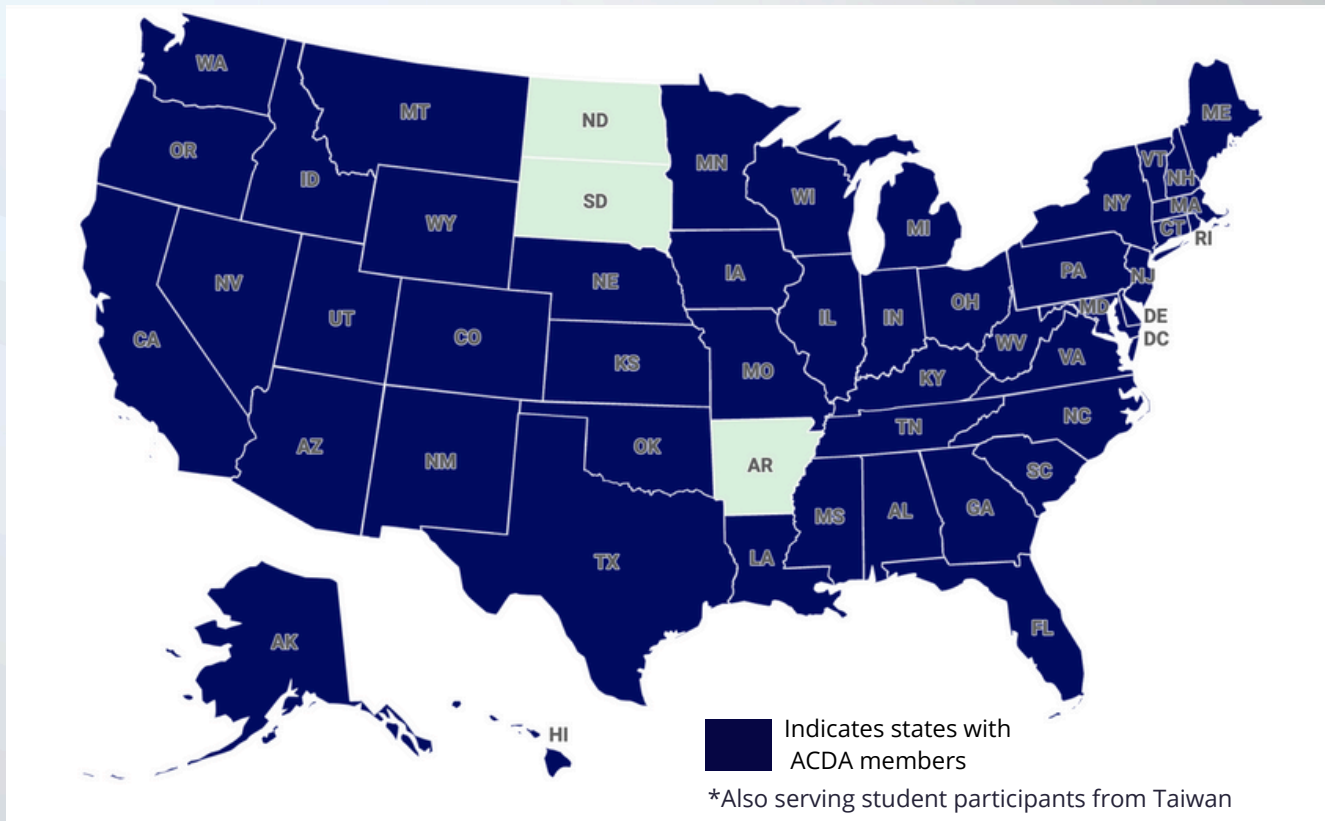 WA
MT
ND
MN
ME
OR
ID
SD
WI
VT
NH
WY
MI
NY
MA
CT
RI
NV
NE
IA
PA
NJ
UT
CO
IL
IN
OH
MD
DE
DC
CA
KS
MO
WV
VA
KY
NC
AZ
NM
OK
AR
TN
SC
MS
AL
GA
TX
LA
FL
AK
HI
Indicates states with
ACDA members
*Also serving student participants from Taiwan